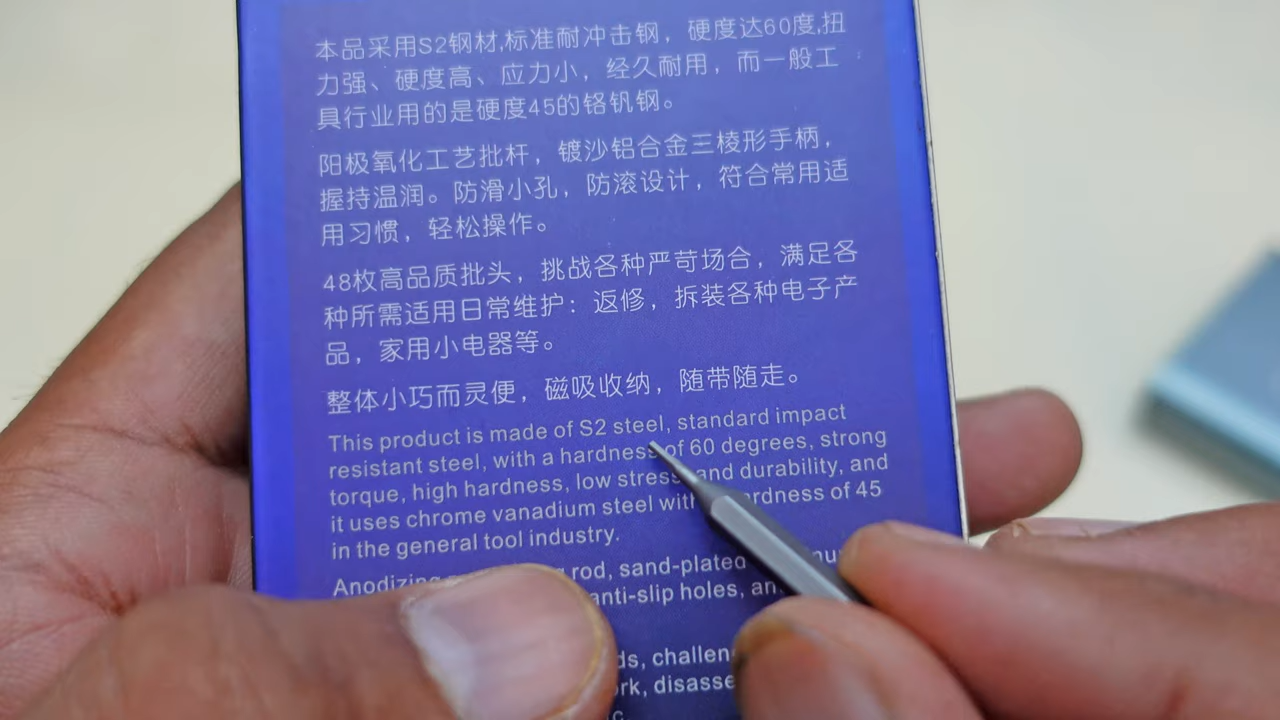 本品采用S2钢材,标准耐冲击钢，硬度达60度,扭
力强、硬度高、应力小，经久耐用，而一般工
具行业用的是硬度45的铬钒钢。
阳极氧化工艺批杆，镀沙铝合金三棱形手柄，
握持温润。防滑小孔，防滚设计，符合常用适
用习惯，轻松操作。
48枚高品质批头，挑战各种严苛场合，满足各
种所需适用日常维护：返修，拆装各种电子产
品，家用小电器等。
整体小巧而灵便，磁吸收纳，随带随走。
This product is made of S2 steel, standard impact
resistant steel, with a hardness of 60 degrees, strong
torque, high hardness, low stress and durability, and
it uses chrome vanadium steel with hardness of 45
in the general tool industry.
Anodizing rod, sand-plated
anti-slip holes,
challen
disasse